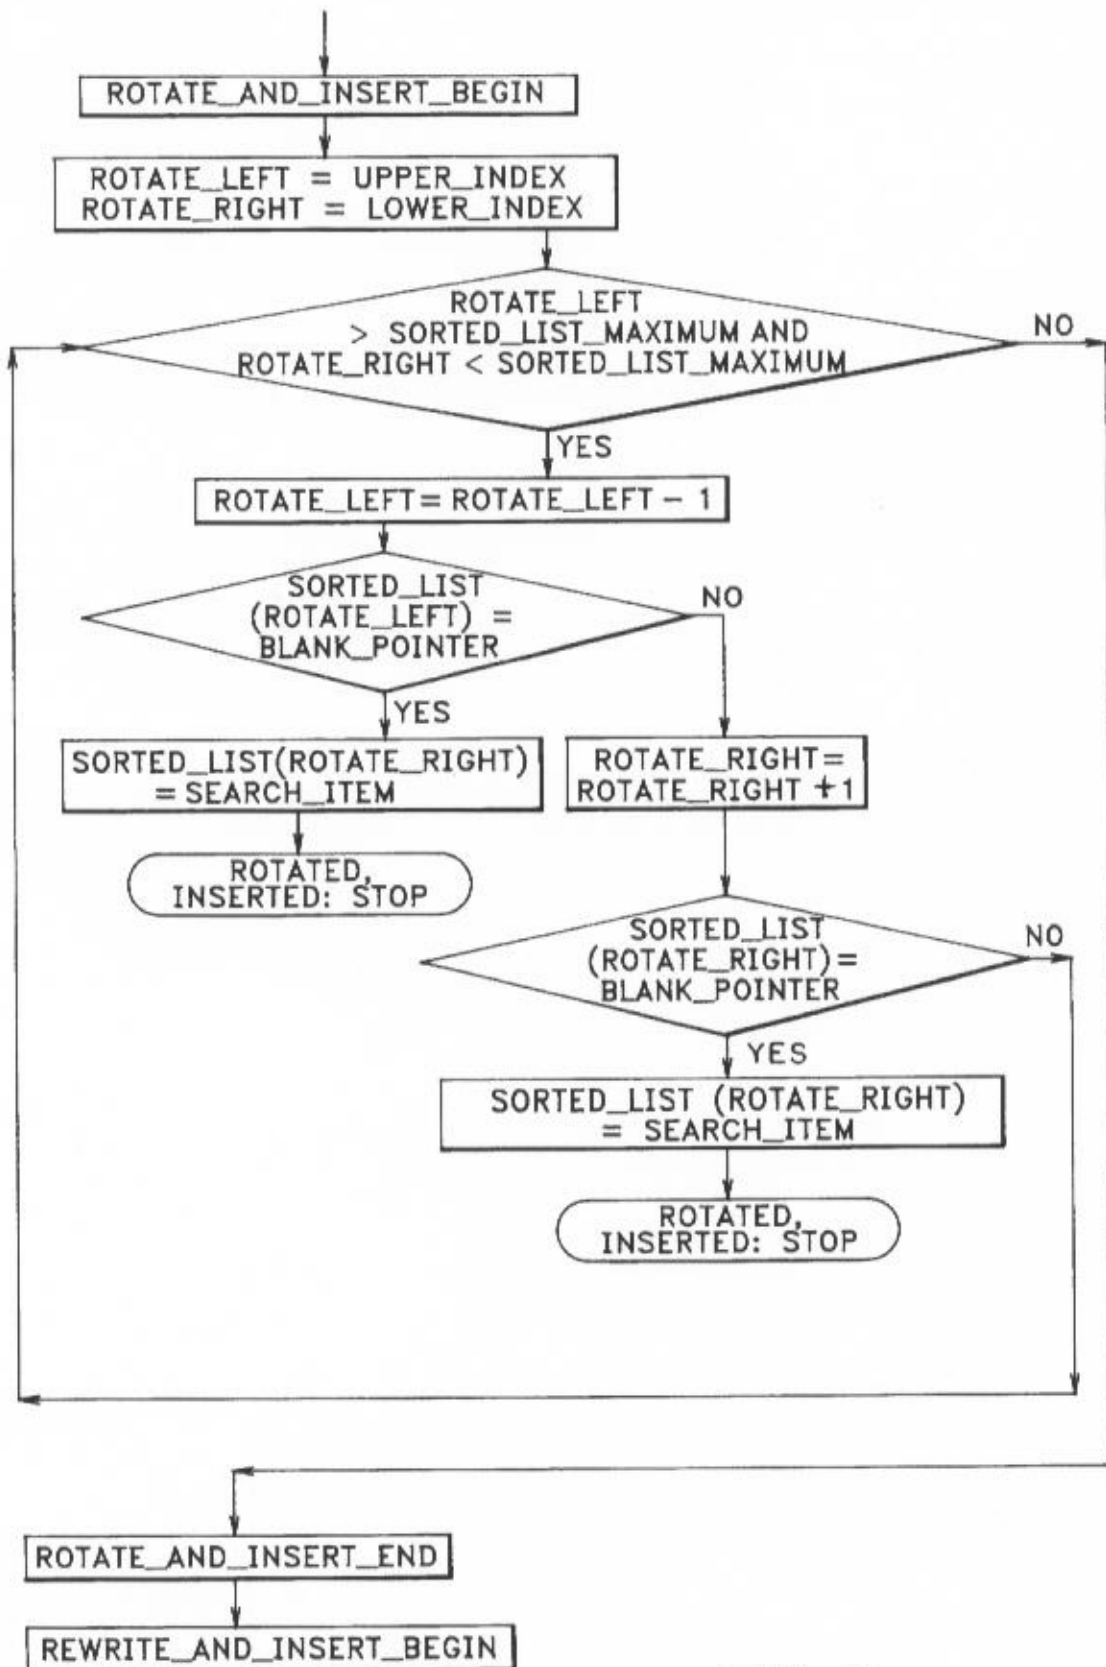 ROTATE_AND_INSERT_BEGIN
ROTATE_LEFT = UPPER_INDEX
ROTATE_RIGHT = LOWER_INDEX
ROTATE_LEFT
> SORTED_LIST_MAXIMUM AND
ROTATE_RIGHT < SORTED_LIST_MAXIMUM
NO
YES
ROTATE_LEFT = ROTATE_LEFT - 1
SORTED_LIST
(ROTATE_LEFT) =
BLANK_POINTER
NO
YES
SORTED_LIST(ROTATE_RIGHT)
= SEARCH_ITEM
ROTATE_RIGHT =
ROTATE_RIGHT + 1
ROTATED,
INSERTED: STOP
SORTED_LIST
(ROTATE_RIGHT) =
BLANK_POINTER
NO
YES
SORTED_LIST (ROTATE_RIGHT)
= SEARCH_ITEM
ROTATED,
INSERTED: STOP
ROTATE_AND_INSERT_END
REWRITE_AND_INSERT_BEGIN